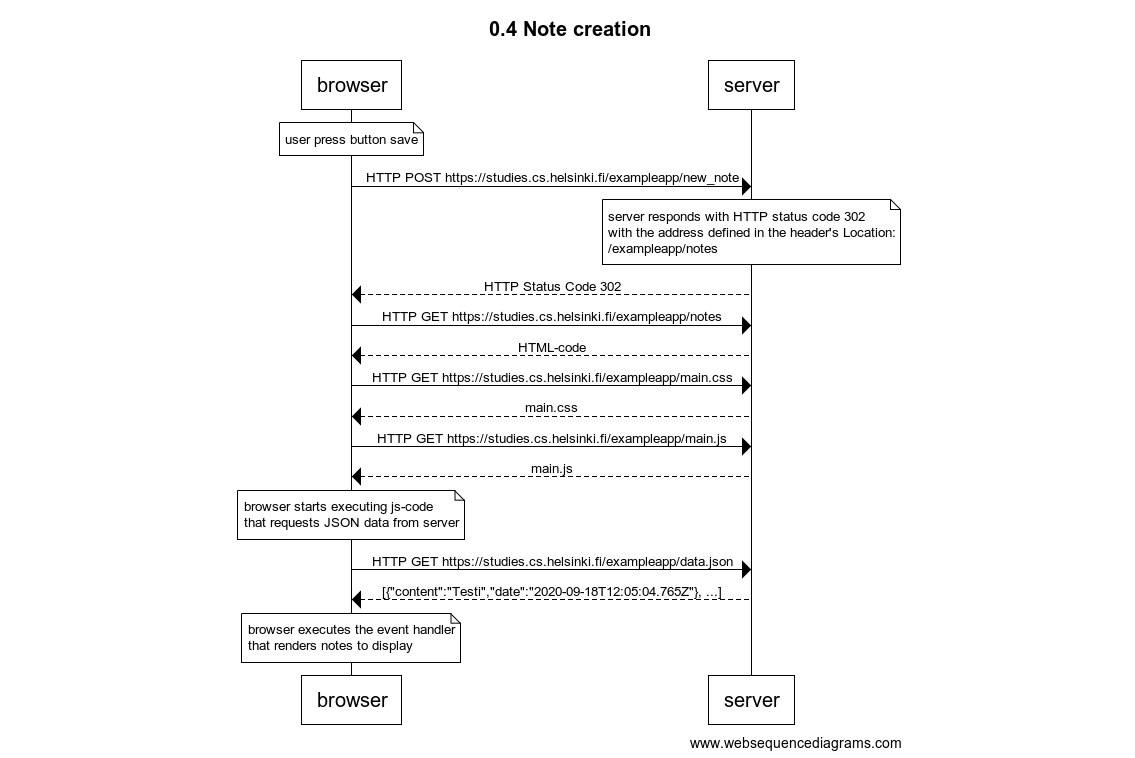 0.4 Note creation
browser
server
user press button save
HTTP POST https://studies.cs.helsinki.fi/exampleapp/new_note
server responds with HTTP status code 302
with the address defined in the header's Location:
/exampleapp/notes
HTTP Status Code 302
HTTP GET https://studies.cs.helsinki.fi/exampleapp/notes
HTML-code
HTTP GET https://studies.cs.helsinki.fi/exampleapp/main.css
main.css
HTTP GET https://studies.cs.helsinki.fi/exampleapp/main.js
main.js
browser starts executing js-code
that requests JSON data from server
HTTP GET https://studies.cs.helsinki.fi/exampleapp/data.json
[{"content":"Testi","date":"2020-09-18T12:05:04.765Z"}, ...]
browser executes the event handler
that renders notes to display
browser
server
www.websequencediagrams.com